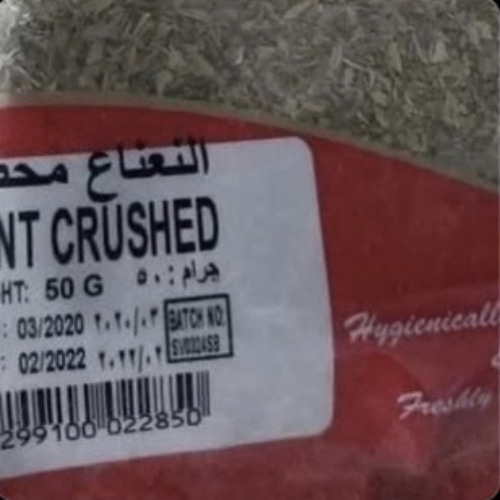 النعناع محص
NT CRUSHED
HT: 50 G جرام : ٥٠
: 03/2020 ٢٠٢٠/٠٣
: 02/2022 ٢٠٢٢/٠٢
BATCH NO:
299100 022850
Hygienicall
Freshly